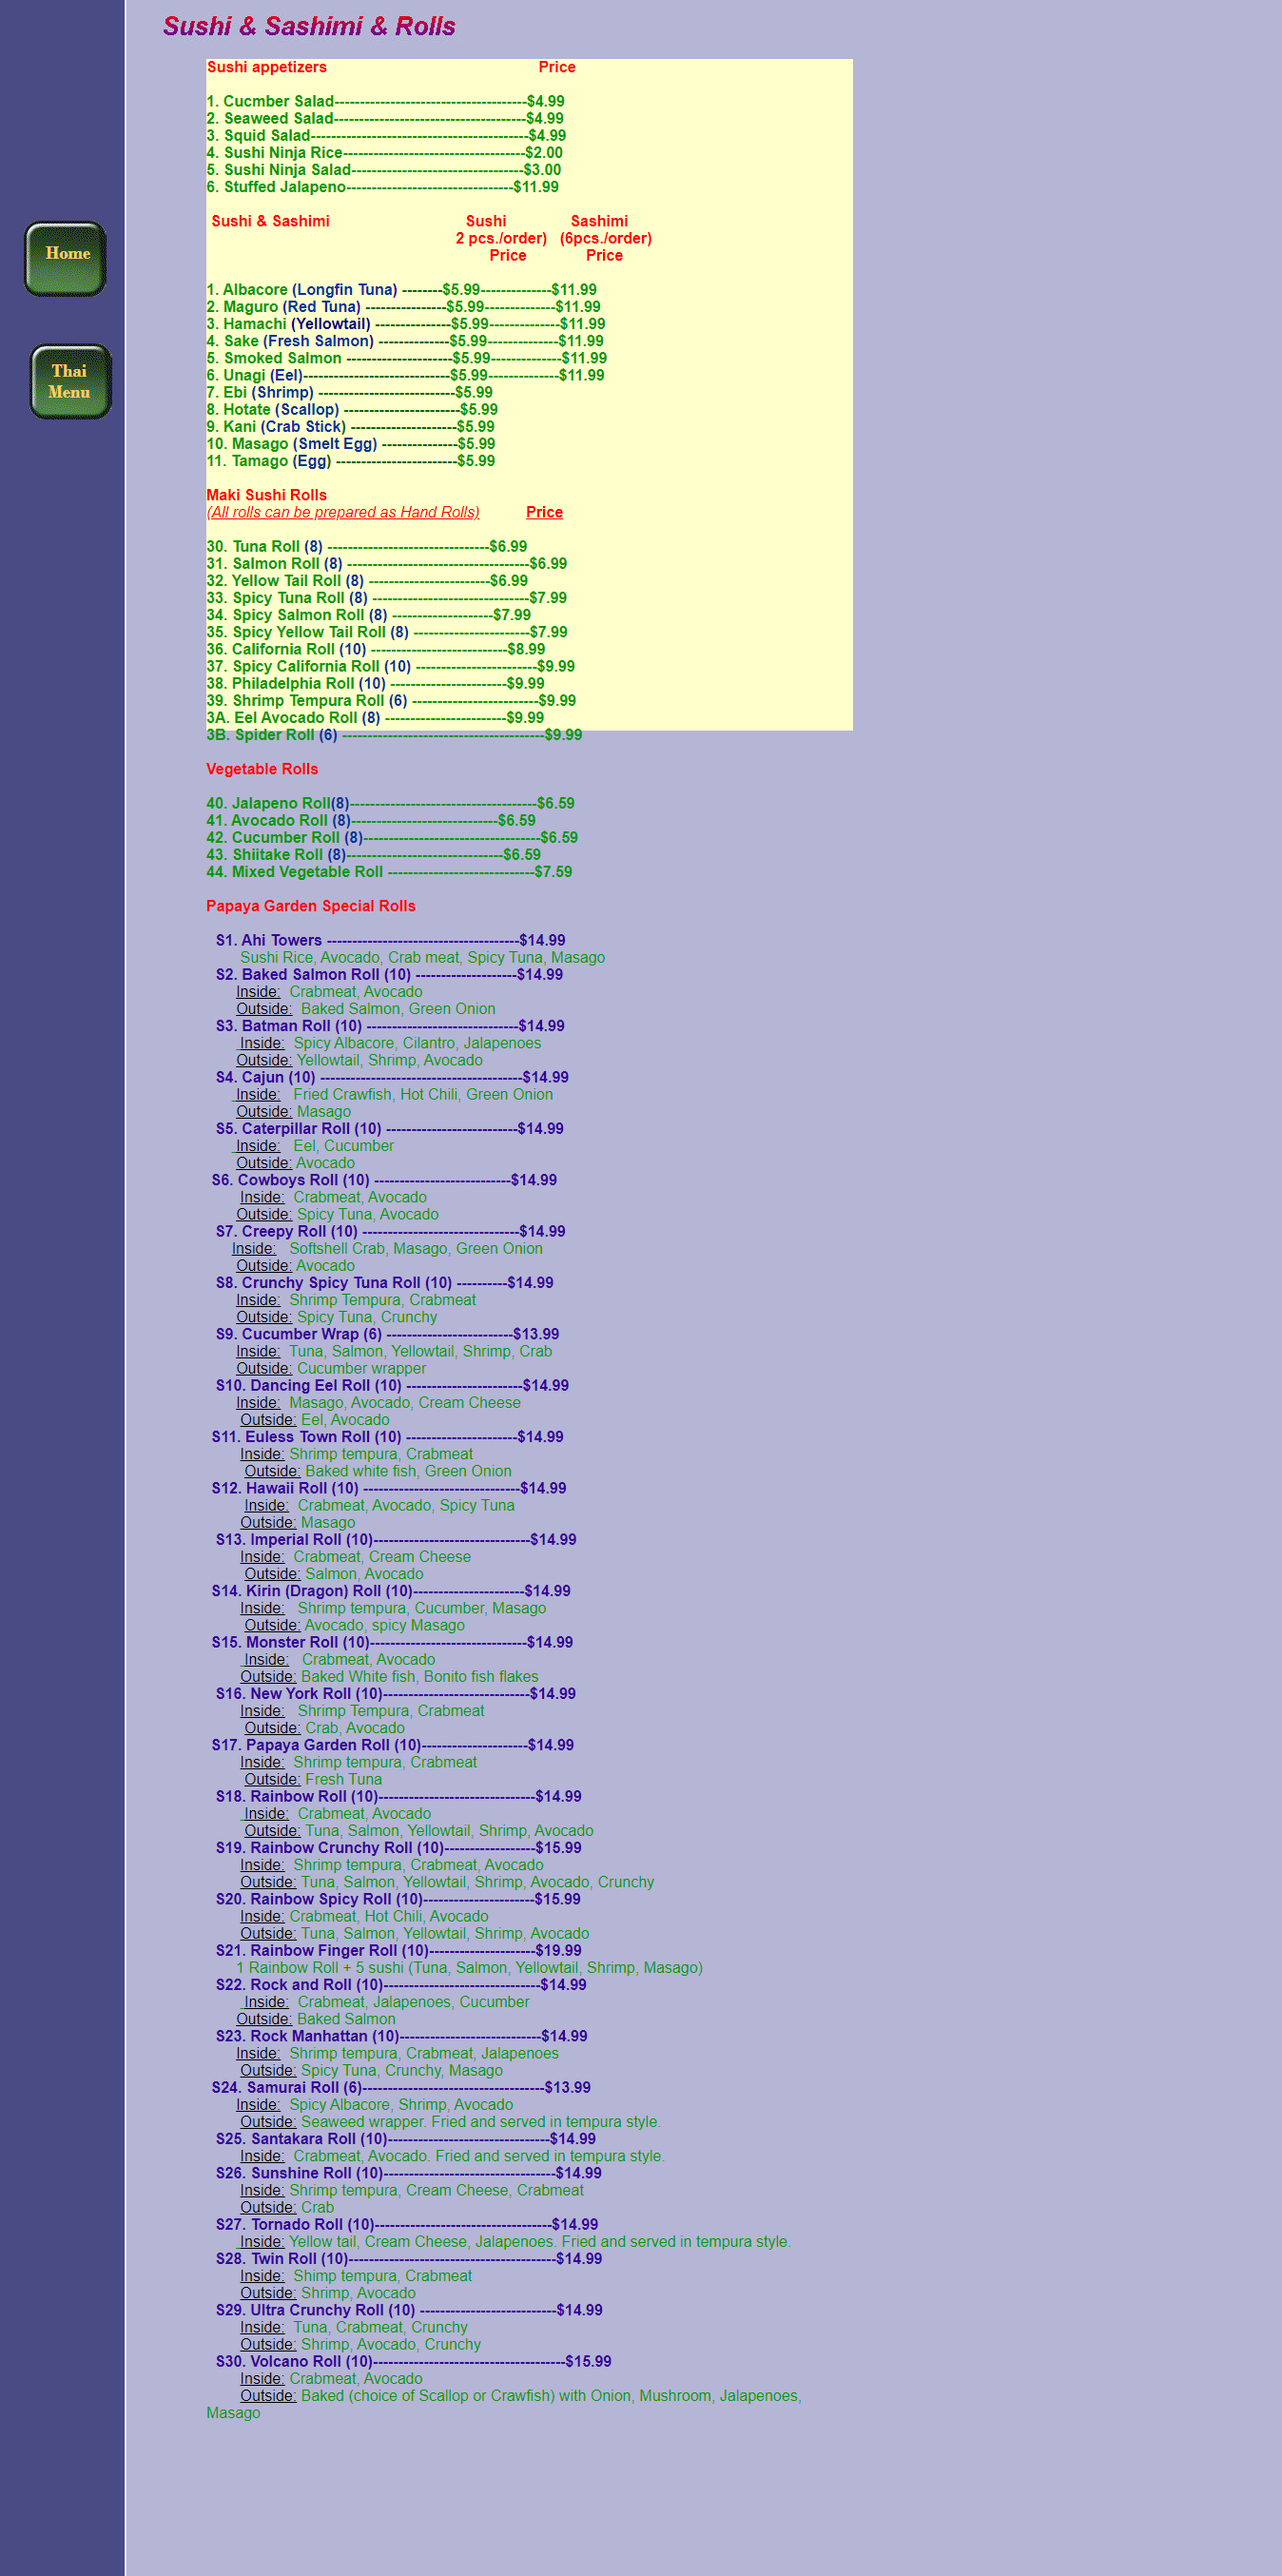 Sushi & Sashimi & Rolls
Sushi appetizers Price
1. Cucmber Salad--------------------------------------$4.99
2. Seaweed Salad--------------------------------------$4.99
3. Squid Salad-------------------------------------------$4.99
4. Sushi Ninja Rice------------------------------------$2.00
5. Sushi Ninja Salad----------------------------------$3.00
6. Stuffed Jalapeno---------------------------------$11.99
Sushi & Sashimi Sushi Sashimi
2 pcs./order) (6pcs./order)
Price Price
Home
1. Albacore (Longfin Tuna) --------$5.99--------------$11.99
2. Maguro (Red Tuna) ----------------$5.99--------------$11.99
3. Hamachi (Yellowtail) ---------------$5.99--------------$11.99
4. Sake (Fresh Salmon) --------------$5.99--------------$11.99
5. Smoked Salmon ---------------------$5.99--------------$11.99
6. Unagi (Eel)-----------------------------$5.99--------------$11.99
Thai
Menu
7. Ebi (Shrimp) ---------------------------$5.99
8. Hotate (Scallop) -----------------------$5.99
9. Kani (Crab Stick) ---------------------$5.99
10. Masago (Smelt Egg) ---------------$5.99
11. Tamago (Egg) ------------------------$5.99
Maki Sushi Rolls
(All rolls can be prepared as Hand Rolls) Price
30. Tuna Roll (8) --------------------------------$6.99
31. Salmon Roll (8) ------------------------------------$6.99
32. Yellow Tail Roll (8) ------------------------$6.99
33. Spicy Tuna Roll (8) -------------------------------$7.99
34. Spicy Salmon Roll (8) --------------------$7.99
35. Spicy Yellow Tail Roll (8) -----------------------$7.99
36. California Roll (10) ---------------------------$8.99
37. Spicy California Roll (10) ------------------------$9.99
38. Philadelphia Roll (10) -----------------------$9.99
39. Shrimp Tempura Roll (6) -------------------------$9.99
3A. Eel Avocado Roll (8) ------------------------$9.99
3B. Spider Roll (6) ----------------------------------------$9.99
Vegetable Rolls
40. Jalapeno Roll(8)-------------------------------------$6.59
41. Avocado Roll (8)-----------------------------$6.59
42. Cucumber Roll (8)-----------------------------------$6.59
43. Shiitake Roll (8)-------------------------------$6.59
44. Mixed Vegetable Roll -----------------------------$7.59
Papaya Garden Special Rolls
S1. Ahi Towers --------------------------------------$14.99
Sushi Rice, Avocado, Crab meat, Spicy Tuna, Masago
S2. Baked Salmon Roll (10) --------------------$14.99
Inside: Crabmeat, Avocado
Outside: Baked Salmon, Green Onion
S3. Batman Roll (10) ------------------------------$14.99
Inside: Spicy Albacore, Cilantro, Jalapenoes
Outside: Yellowtail, Shrimp, Avocado
S4. Cajun (10) ----------------------------------------$14.99
Inside: Fried Crawfish, Hot Chili, Green Onion
Outside: Masago
S5. Caterpillar Roll (10) --------------------------$14.99
Inside: Eel, Cucumber
Outside: Avocado
S6. Cowboys Roll (10) ---------------------------$14.99
Inside: Crabmeat, Avocado
Outside: Spicy Tuna, Avocado
S7. Creepy Roll (10) -------------------------------$14.99
Inside: Softshell Crab, Masago, Green Onion
Outside: Avocado
S8. Crunchy Spicy Tuna Roll (10) ----------$14.99
Inside: Shrimp Tempura, Crabmeat
Outside: Spicy Tuna, Crunchy
S9. Cucumber Wrap (6) -------------------------$13.99
Inside: Tuna, Salmon, Yellowtail, Shrimp, Crab
Outside: Cucumber wrapper
S10. Dancing Eel Roll (10) -----------------------$14.99
Inside: Masago, Avocado, Cream Cheese
Outside: Eel, Avocado
S11. Euless Town Roll (10) ----------------------$14.99
Inside: Shrimp tempura, Crabmeat
Outside: Baked white fish, Green Onion
S12. Hawaii Roll (10) -------------------------------$14.99
Inside: Crabmeat, Avocado, Spicy Tuna
Outside: Masago
S13. Imperial Roll (10)-------------------------------$14.99
Inside: Crabmeat, Cream Cheese
Outside: Salmon, Avocado
S14. Kirin (Dragon) Roll (10)----------------------$14.99
Inside: Shrimp tempura, Cucumber, Masago
Outside: Avocado, spicy Masago
S15. Monster Roll (10)-------------------------------$14.99
Inside: Crabmeat, Avocado
Outside: Baked White fish, Bonito fish flakes
S16. New York Roll (10)-----------------------------$14.99
Inside: Shrimp Tempura, Crabmeat
Outside: Crab, Avocado
S17. Papaya Garden Roll (10)---------------------$14.99
Inside: Shrimp tempura, Crabmeat
Outside: Fresh Tuna
S18. Rainbow Roll (10)-------------------------------$14.99
Inside: Crabmeat, Avocado
Outside: Tuna, Salmon, Yellowtail, Shrimp, Avocado
S19. Rainbow Crunchy Roll (10)------------------$15.99
Inside: Shrimp tempura, Crabmeat, Avocado
Outside: Tuna, Salmon, Yellowtail, Shrimp, Avocado, Crunchy
S20. Rainbow Spicy Roll (10)----------------------$15.99
Inside: Crabmeat, Hot Chili, Avocado
Outside: Tuna, Salmon, Yellowtail, Shrimp, Avocado
S21. Rainbow Finger Roll (10)---------------------$19.99
1 Rainbow Roll + 5 sushi (Tuna, Salmon, Yellowtail, Shrimp, Masago)
S22. Rock and Roll (10)-------------------------------$14.99
Inside: Crabmeat, Jalapenoes, Cucumber
Outside: Baked Salmon
S23. Rock Manhattan (10)----------------------------$14.99
Inside: Shrimp tempura, Crabmeat, Jalapenoes
Outside: Spicy Tuna, Crunchy, Masago
S24. Samurai Roll (6)------------------------------------$13.99
Inside: Spicy Albacore, Shrimp, Avocado
Outside: Seaweed wrapper. Fried and served in tempura style.
S25. Santakara Roll (10)--------------------------------$14.99
Inside: Crabmeat, Avocado. Fried and served in tempura style.
S26. Sunshine Roll (10)----------------------------------$14.99
Inside: Shrimp tempura, Cream Cheese, Crabmeat
Outside: Crab
S27. Tornado Roll (10)-----------------------------------$14.99
Inside: Yellow tail, Cream Cheese, Jalapenoes. Fried and served in tempura style.
S28. Twin Roll (10)-----------------------------------------$14.99
Inside: Shimp tempura, Crabmeat
Outside: Shrimp, Avocado
S29. Ultra Crunchy Roll (10) ---------------------------$14.99
Inside: Tuna, Crabmeat, Crunchy
Outside: Shrimp, Avocado, Crunchy
S30. Volcano Roll (10)--------------------------------------$15.99
Inside: Crabmeat, Avocado
Outside: Baked (choice of Scallop or Crawfish) with Onion, Mushroom, Jalapenoes,
Masago